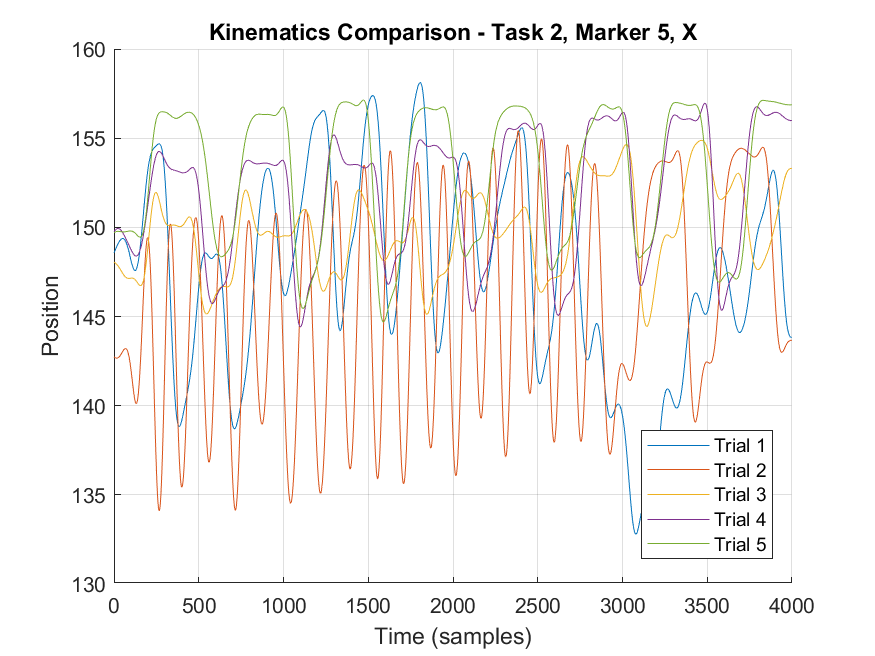 Kinematics Comparison - Task 2, Marker 5, X
160
155
150
145
140
135
130
Position
0 500 1000 1500 2000 2500 3000 3500 4000
Time (samples)
Trial 1
Trial 2
Trial 3
Trial 4
Trial 5